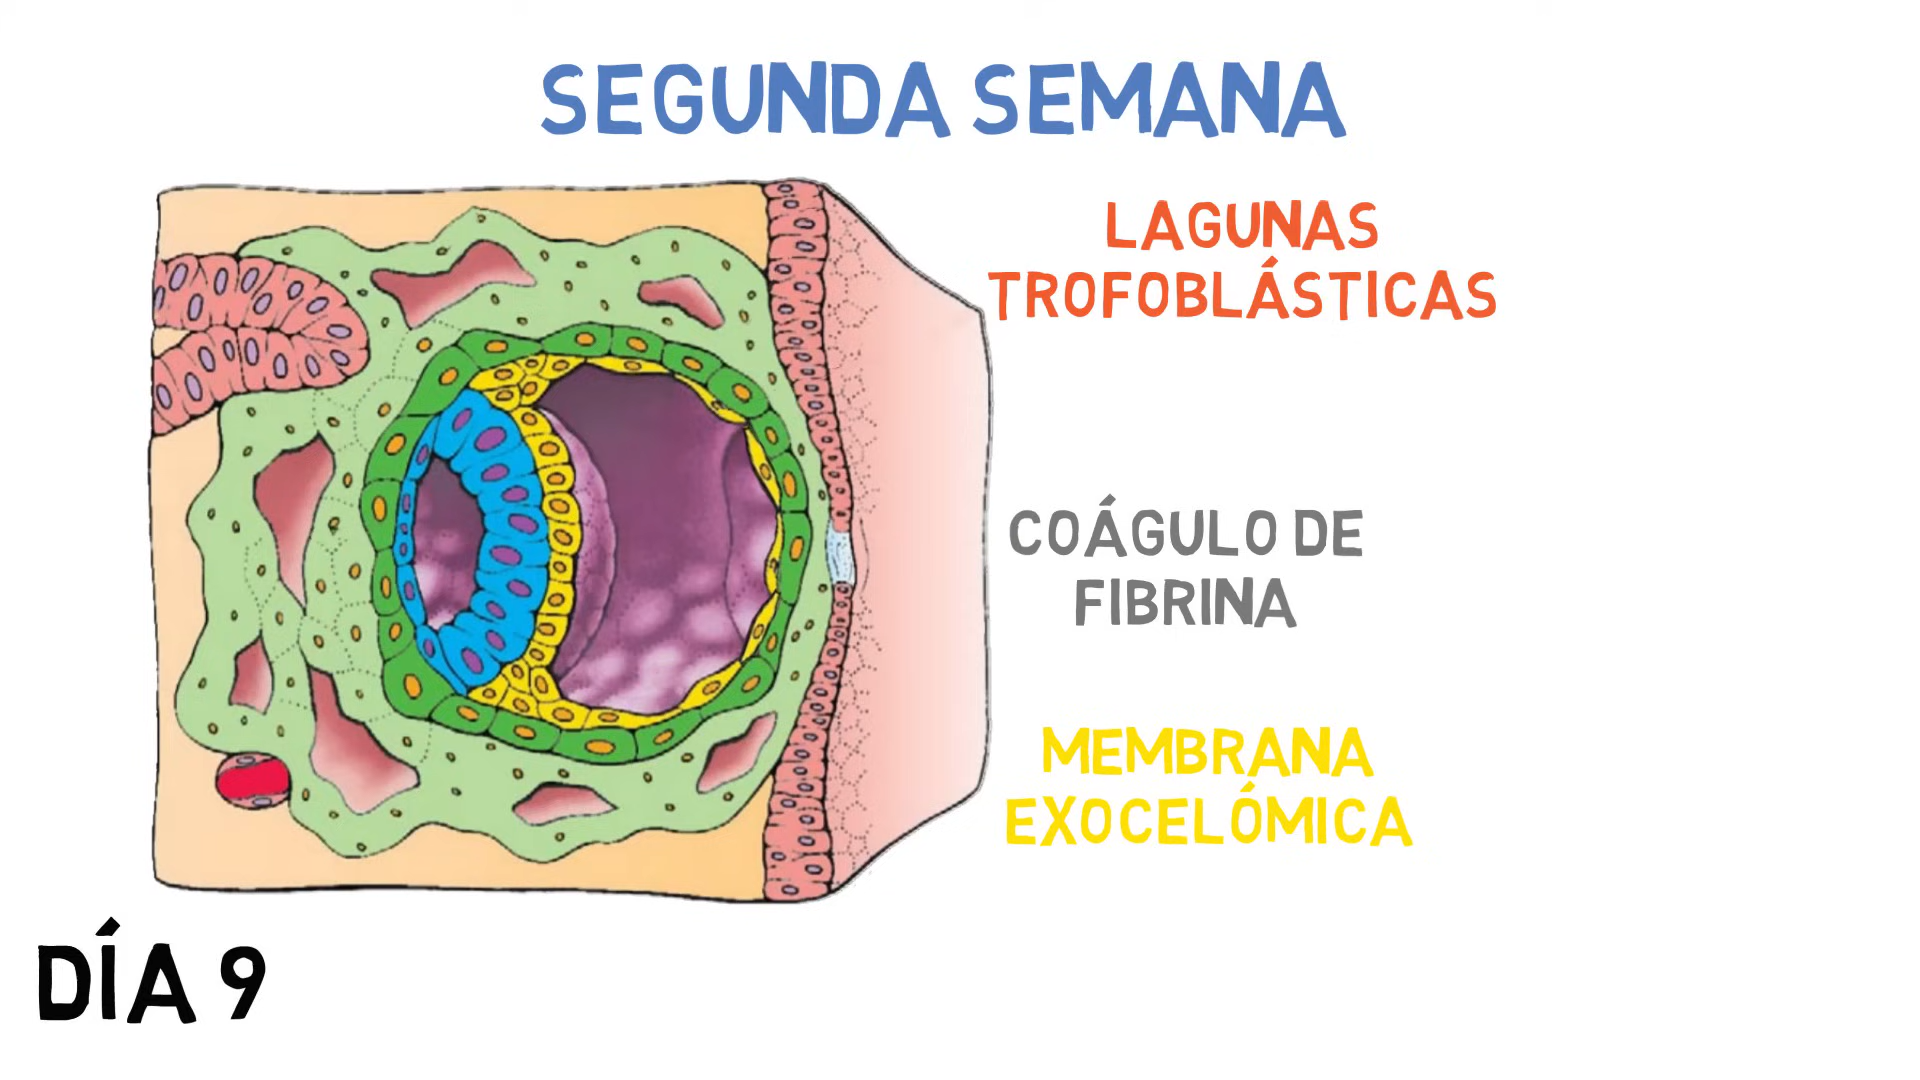 SEGUNDA SEMANA
LAGUNAS
TROFOBLÁSTICAS
COÁGULO DE
FIBRINA
MEMBRANA
EXOCELÓMICA
DÍA 9